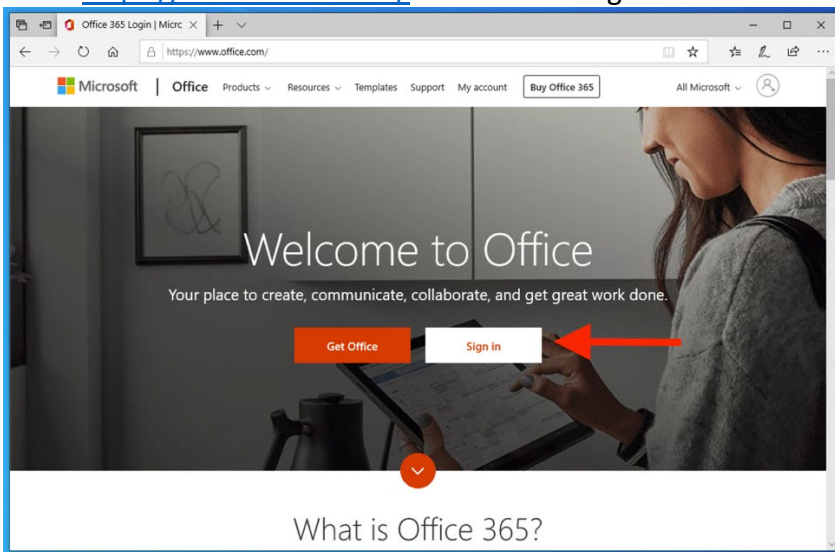 Office 365 Login | Micrc
https://www.office.com/
Microsoft | Office Products Resources Templates Support My account Buy Office 365 All Microsoft
Welcome to Office
Your place to create, communicate, collaborate, and get great work done.
Get Office Sign in
What is Office 365?